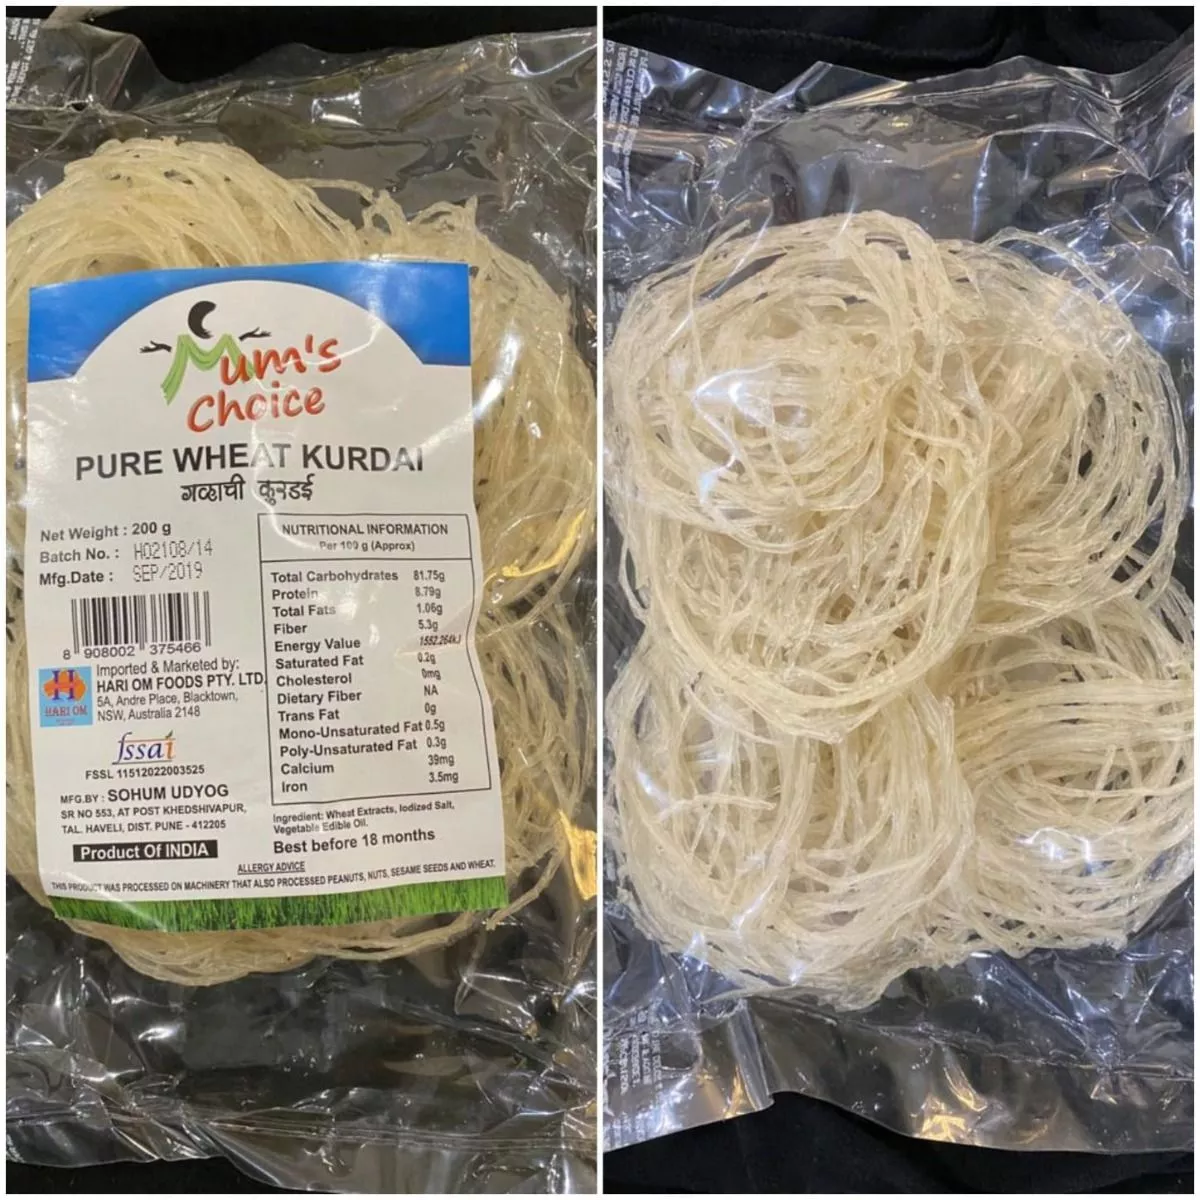 Mum's
Choice
PURE WHEAT KURDAI
गव्हाची कुरडई
Net Weight : 200 g
Batch No. : HO2108/14
Mfg.Date : SEP/2019
8 908002 375466
Imported & Marketed by:
HARI OM FOODS PTY. LTD.
5A, Andre Place, Blacktown,
NSW, Australia 2148
HARI OM
fssai
FSSL 11512022003525
MFG.BY : SOHUM UDYOG
SR NO 553, AT POST KHEDSHIVAPUR,
TAL. HAVELI, DIST. PUNE - 412205
Product Of INDIA
NUTRITIONAL INFORMATION
Per 100 g (Approx)
Total Carbohydrates 81.75g
Protein 8.79g
Total Fats 1.06g
Fiber 5.3g
Energy Value 1582.264kJ
Saturated Fat 0.2g
Cholesterol 0mg
Dietary Fiber NA
Trans Fat 0g
Mono-Unsaturated Fat 0.5g
Poly-Unsaturated Fat 0.3g
Calcium 39mg
Iron 3.5mg
Ingredient: Wheat Extracts, Iodized Salt,
Vegetable Edible Oil.
Best before 18 months
ALLERGY ADVICE
THIS PRODUCT WAS PROCESSED ON MACHINERY THAT ALSO PROCESSED PEANUTS, NUTS, SESAME SEEDS AND WHEAT.